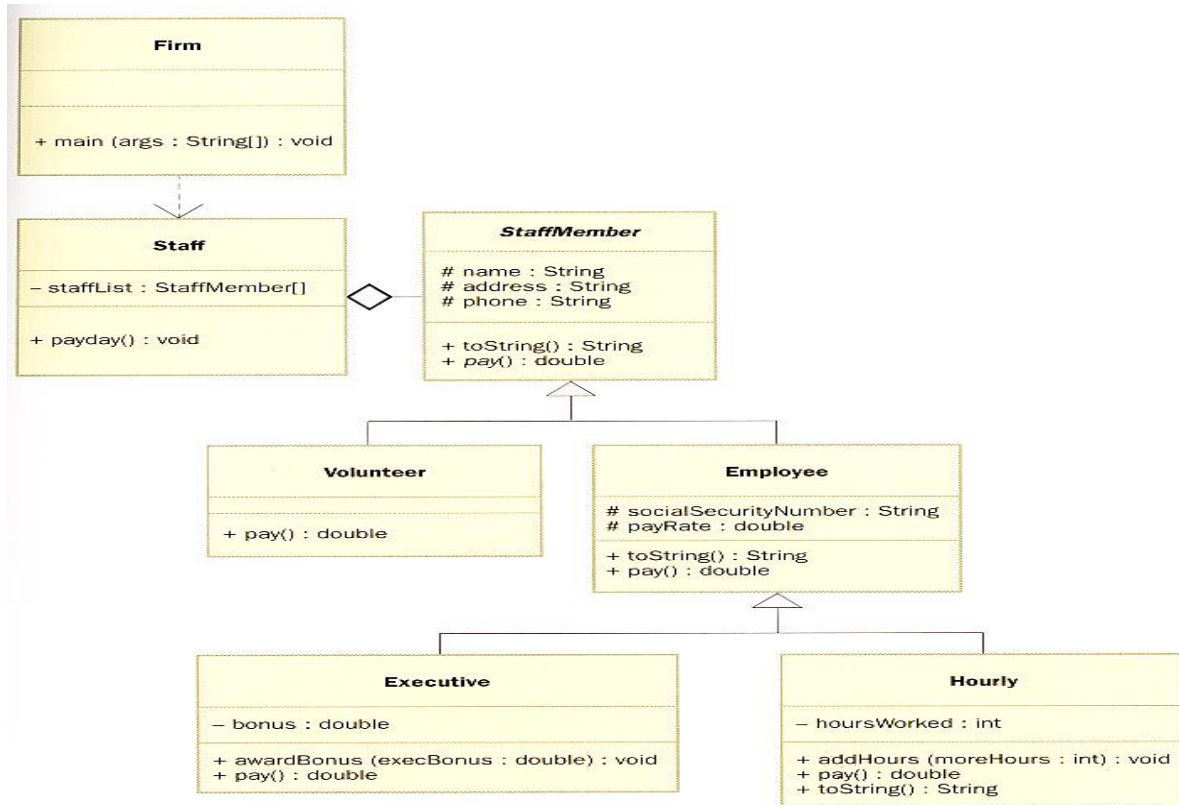 Firm
+ main (args : String[]) : void
Staff
– staffList : StaffMember[]
+ payday() : void
StaffMember
# name : String
# address : String
# phone : String
+ toString() : String
+ pay() : double
Volunteer
+ pay() : double
Employee
# socialSecurityNumber : String
# payRate : double
+ toString() : String
+ pay() : double
Executive
– bonus : double
+ awardBonus (execBonus : double) : void
+ pay() : double
Hourly
– hoursWorked : int
+ addHours (moreHours : int) : void
+ pay() : double
+ toString() : String